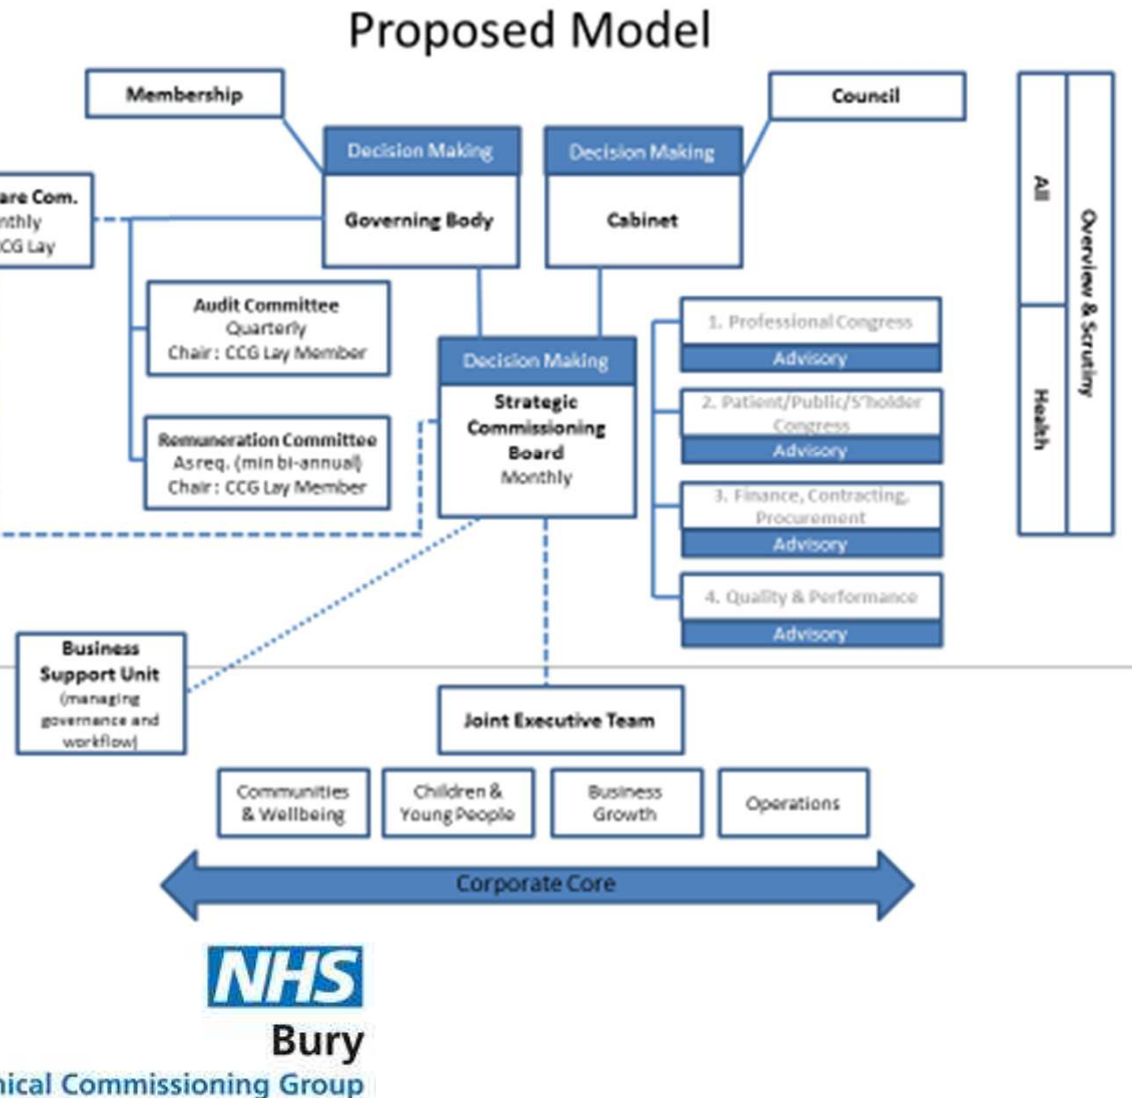 Proposed Model
Membership
Council
Decision Making
Governing Body
Decision Making
Cabinet
are Com.
nthly
CG Lay
Audit Committee
Quarterly
Chair: CCG Lay Member
Remuneration Committee
As req. (min bi-annual)
Chair: CCG Lay Member
Decision Making
Strategic
Commissioning
Board
Monthly
1. Professional Congress
Advisory
2. Patient/Public/S'holder
Congress
Advisory
3. Finance, Contracting,
Procurement
Advisory
4. Quality & Performance
Advisory
All
Health
Overview & Scrutiny
Business
Support Unit
(managing
governance and
workflow)
Joint Executive Team
Communities
& Wellbeing
Children &
Young People
Business
Growth
Operations
Corporate Core
NHS
Bury
nical Commissioning Group